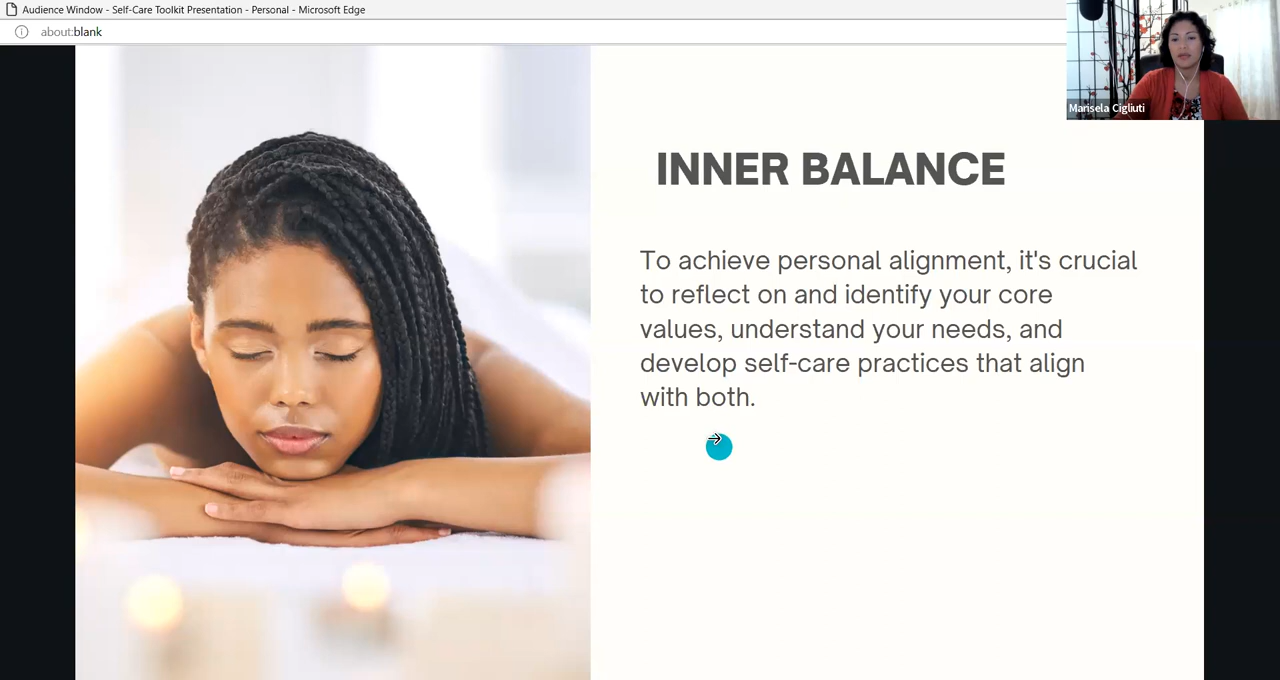 Audience Window - Self-Care Toolkit Presentation - Personal - Microsoft Edge
about:blank
Marisela Cigliuti
INNER BALANCE
To achieve personal alignment, it's crucial
to reflect on and identify your core
values, understand your needs, and
develop self-care practices that align
with both.